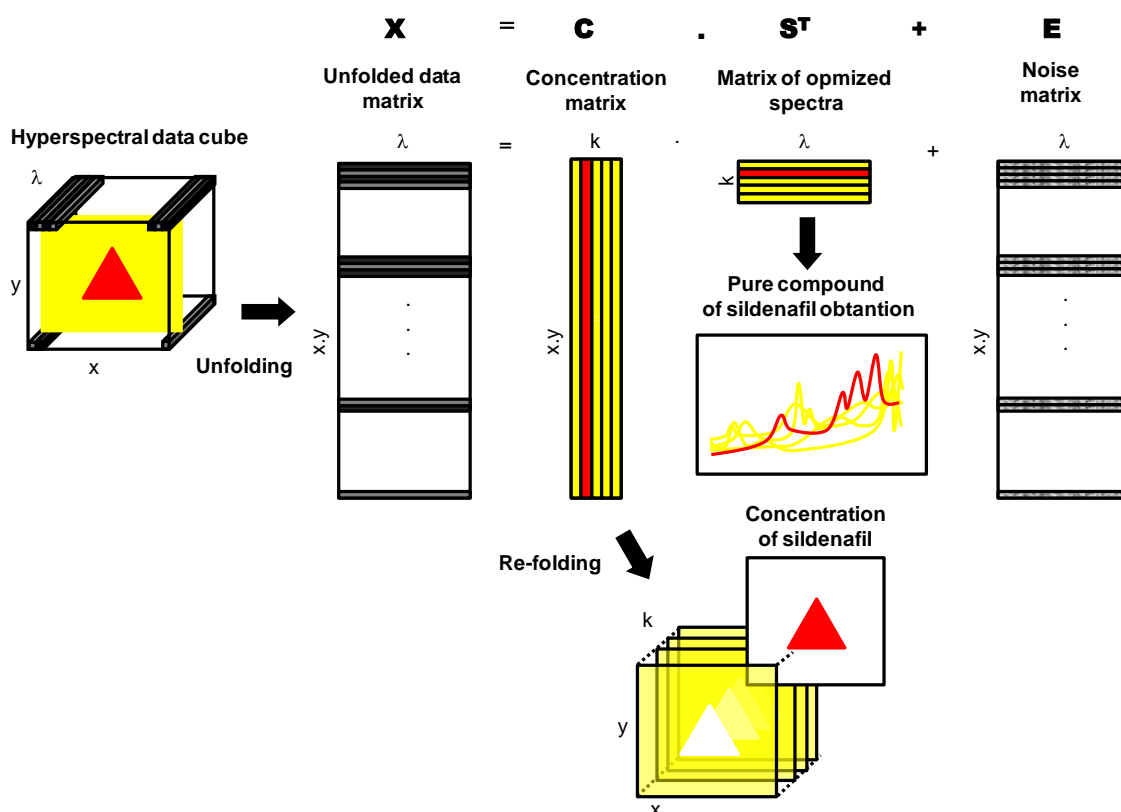 X = C . Sᵀ + E
Unfolded data
matrix
Concentration
matrix
Matrix of opmized
spectra
Noise
matrix
Hyperspectral data cube
λ = k . λ + λ
λ
k
y
x
Unfolding
x.y
.
.
.
x.y
Pure compound
of sildenafil obtantion
x.y
.
.
.
Concentration
of sildenafil
Re-folding
k
y
x